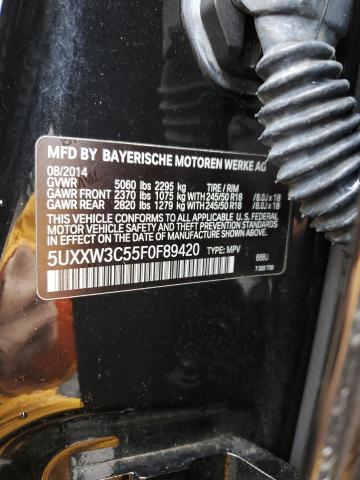 MFD BY BAYERISCHE MOTOREN WERKE AG
08/2014
GVWR 5060 lbs 2295 kg TIRE / RIM
GAWR FRONT 2370 lbs 1075 kg WITH 245/50 R18 /8.0J x 18
GAWR REAR 2820 lbs 1279 kg WITH 245/50 R18 /8.0J x 18
THIS VEHICLE CONFORMS TO ALL APPLICABLE U.S. FEDERAL
MOTOR VEHICLE SAFETY, BUMPER, AND THEFT PREVENTION
STANDARDS IN EFFECT ON THE DATE OF MANUFACTURE SHOWN ABOVE.
5UXXW3C55F0F89420 TYPE: MPV